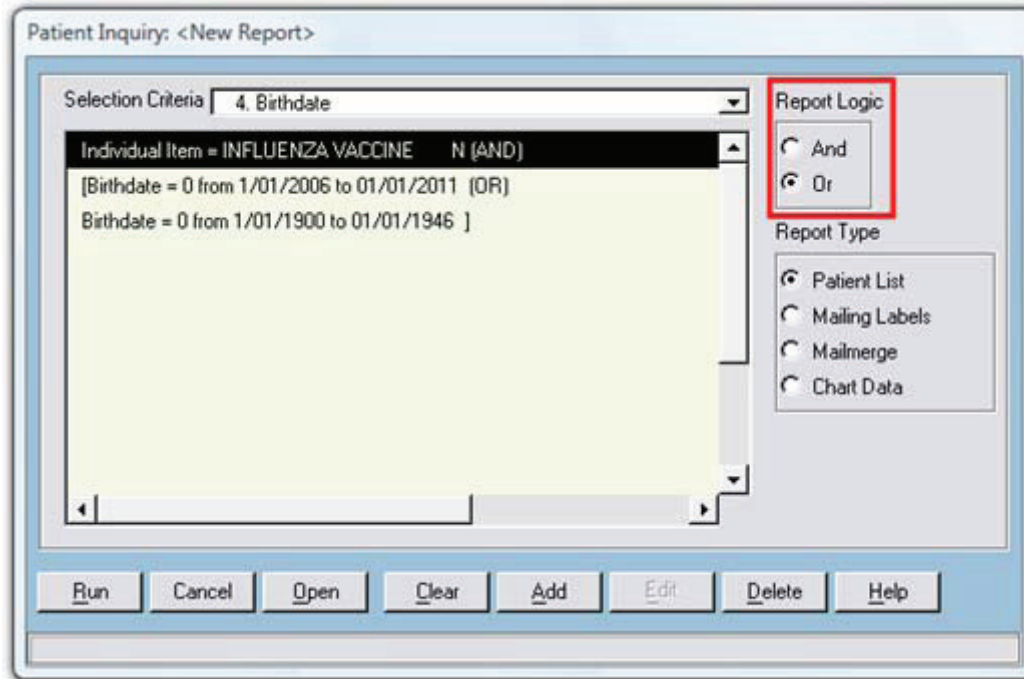 Patient Inquiry: <New Report>
Selection Criteria 4. Birthdate
Individual Item = INFLUENZA VACCINE N (AND)
[Birthdate = 0 from 1/01/2006 to 01/01/2011 (OR)
Birthdate = 0 from 1/01/1900 to 01/01/1946 ]
Report Logic
And
Or
Report Type
Patient List
Mailing Labels
Mailmerge
Chart Data
Run Cancel Open Clear Add Edit Delete Help